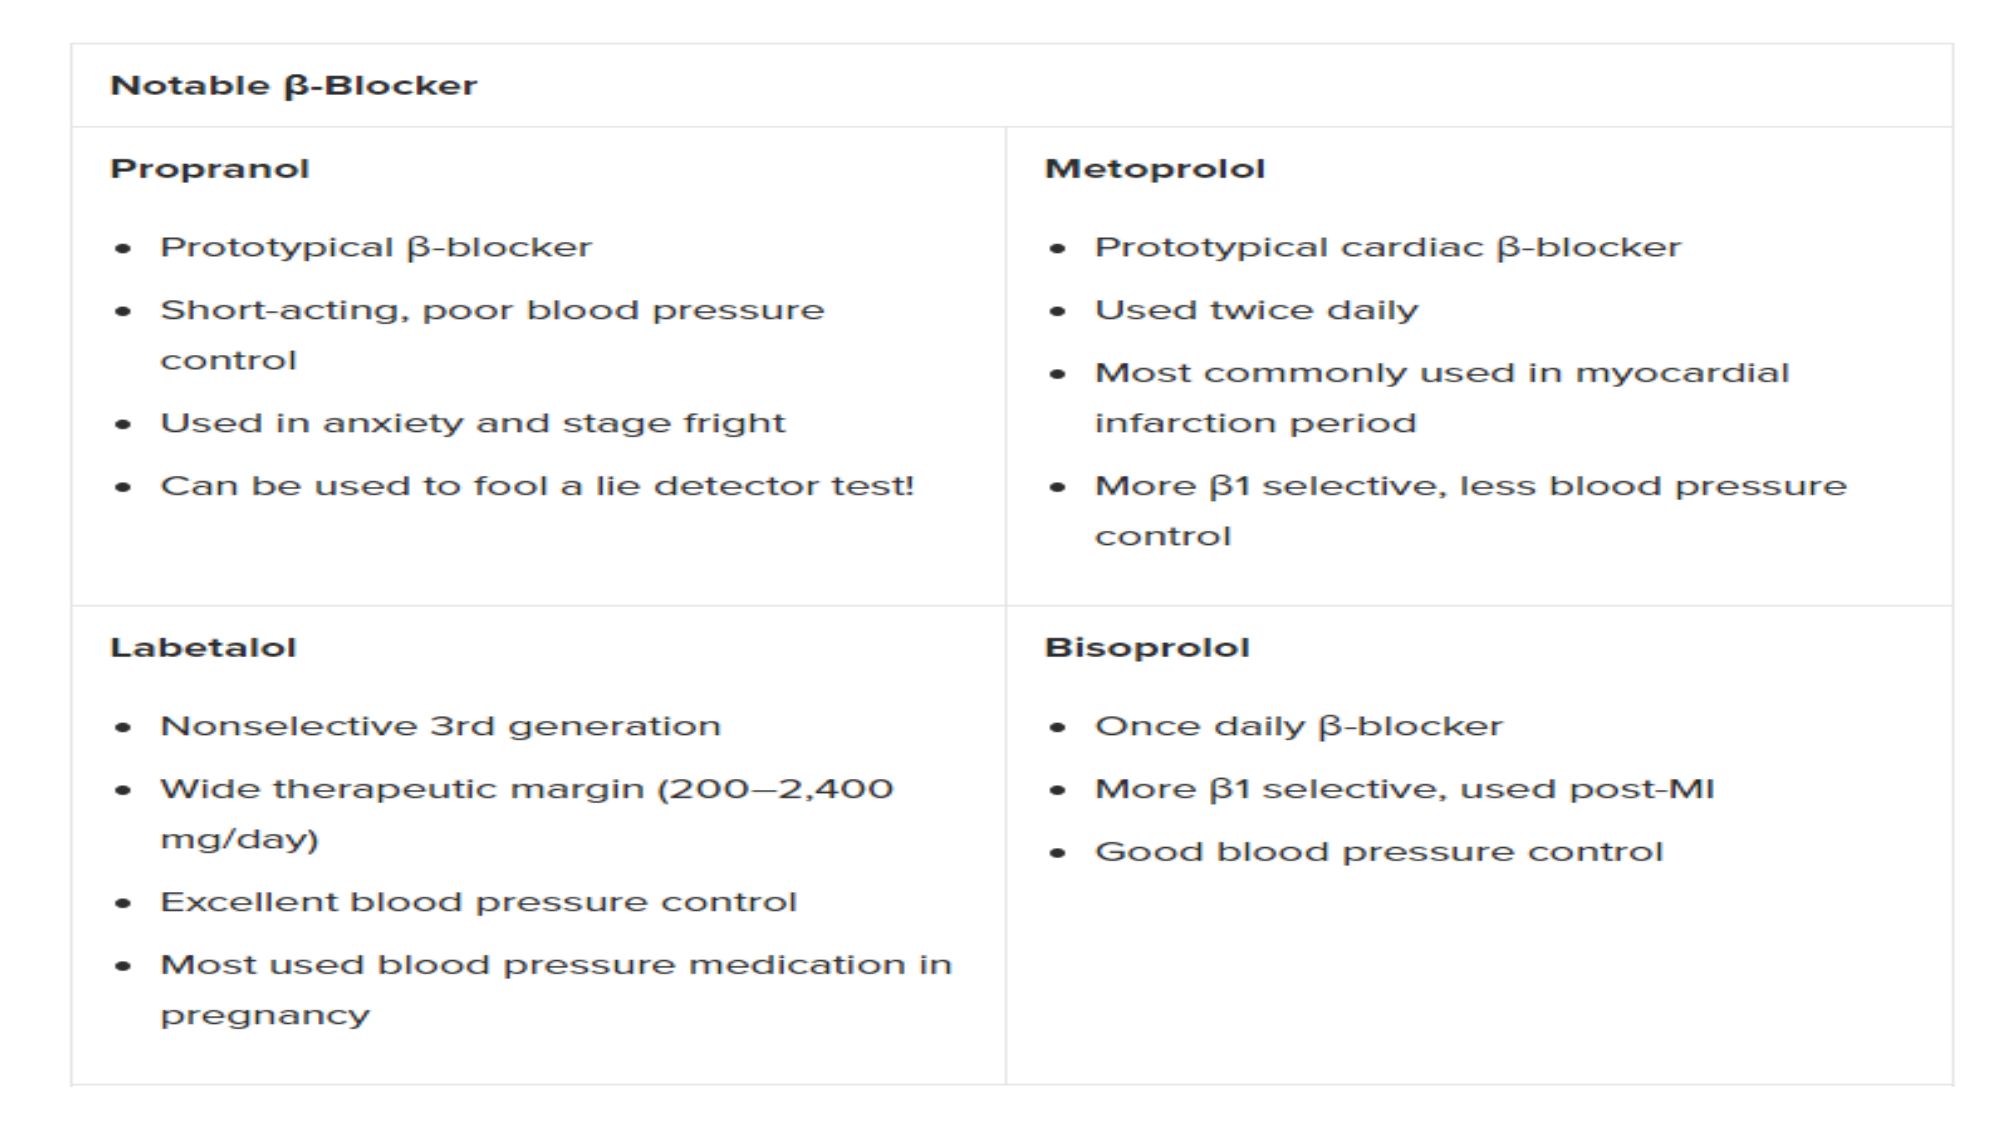 Notable β-Blocker
Propranol
Prototypical β-blocker
Short-acting, poor blood pressure
control
Used in anxiety and stage fright
Can be used to fool a lie detector test!
Metoprolol
Prototypical cardiac β-blocker
Used twice daily
Most commonly used in myocardial
infarction period
More β1 selective, less blood pressure
control
Labetalol
Nonselective 3rd generation
Wide therapeutic margin (200–2,400
mg/day)
Excellent blood pressure control
Most used blood pressure medication in
pregnancy
Bisoprolol
Once daily β-blocker
More β1 selective, used post-MI
Good blood pressure control